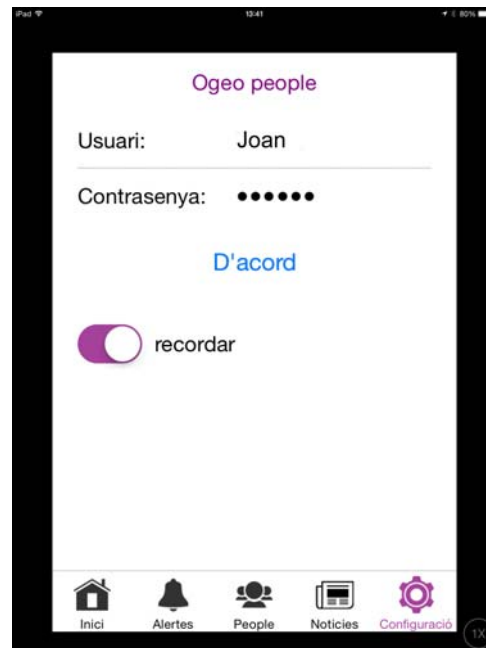 iPad 13:41 80%
Ogeo people
Usuari: Joan
Contrasenya: ••••••
D'acord
recordar
Inici Alertes People Noticies Configuració
1X